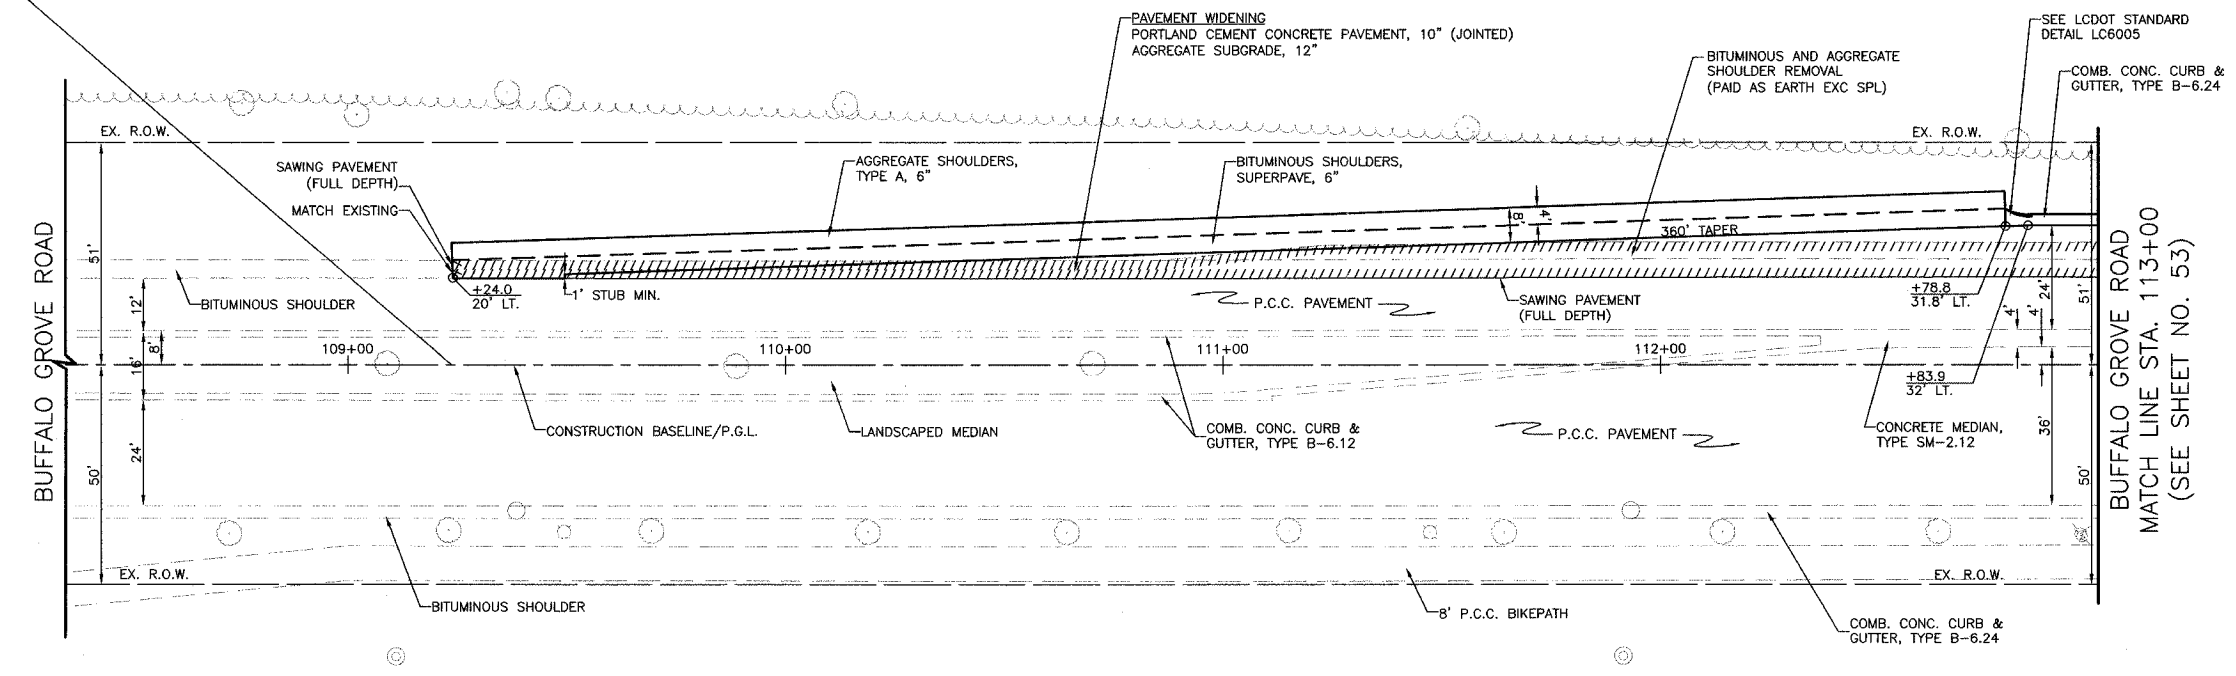 PAVEMENT WIDENING
PORTLAND CEMENT CONCRETE PAVEMENT, 10" (JOINTED)
AGGREGATE SUBGRADE, 12"
SEE LCDOT STANDARD
DETAIL LC6005
BITUMINOUS AND AGGREGATE
SHOULDER REMOVAL
(PAID AS EARTH EXC SPL)
COMB. CONC. CURB &
GUTTER, TYPE B-6.24
EX. R.O.W.
EX. R.O.W.
SAWING PAVEMENT
(FULL DEPTH)
MATCH EXISTING
AGGREGATE SHOULDERS,
TYPE A, 6"
BITUMINOUS SHOULDERS,
SUPERPAVE, 6"
8'
4'
360' TAPER
BUFFALO GROVE ROAD
51'
12'
BITUMINOUS SHOULDER
+24.0
20' LT.
1' STUB MIN.
P.C.C. PAVEMENT
SAWING PAVEMENT
(FULL DEPTH)
+78.8
31.8' LT.
4'
4'
24'
51'
8'
16'
109+00
110+00
111+00
112+00
+83.9
32' LT.
CONSTRUCTION BASELINE/P.G.L.
LANDSCAPED MEDIAN
COMB. CONC. CURB &
GUTTER, TYPE B-6.12
P.C.C. PAVEMENT
CONCRETE MEDIAN,
TYPE SM-2.12
36'
24'
50'
50'
BUFFALO GROVE ROAD
MATCH LINE STA. 113+00
(SEE SHEET NO. 53)
EX. R.O.W.
EX. R.O.W.
BITUMINOUS SHOULDER
8' P.C.C. BIKEPATH
COMB. CONC. CURB &
GUTTER, TYPE B-6.24